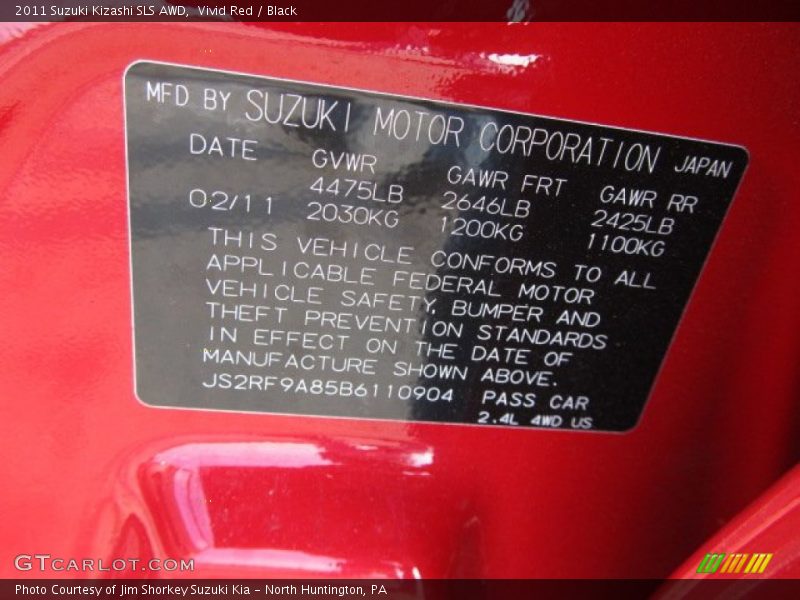 2011 Suzuki Kizashi SLS AWD,  Vivid Red / Black
MFD BY SUZUKI MOTOR CORPORATION JAPAN
DATE GVWR GAWR FRT GAWR RR
4475LB 2646LB 2425LB
02/11 2030KG 1200KG 1100KG
THIS VEHICLE CONFORMS TO ALL
APPLICABLE FEDERAL MOTOR
VEHICLE SAFETY, BUMPER AND
THEFT PREVENTION STANDARDS
IN EFFECT ON THE DATE OF
MANUFACTURE SHOWN ABOVE.
JS2RF9A85B6110904 PASS CAR
2.4L 4WD US
GTCARLOT.COM
Photo Courtesy of Jim Shorkey Suzuki Kia - North Huntington, PA